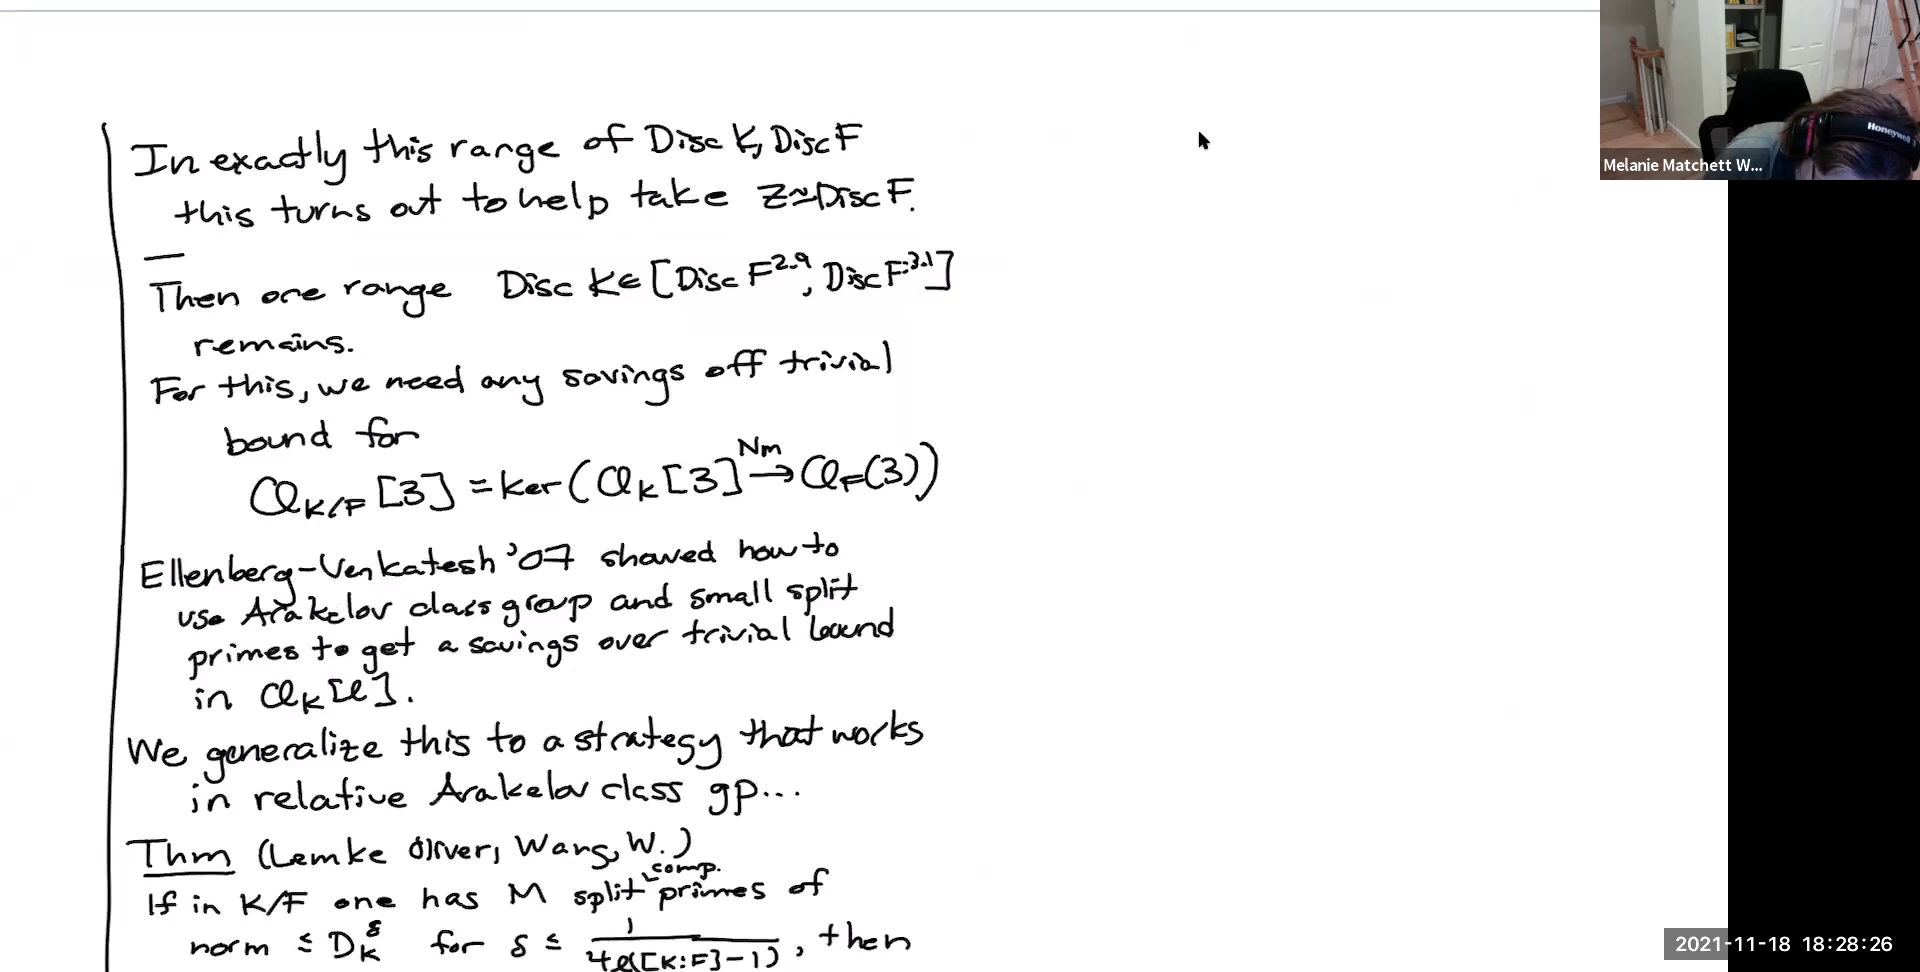 In exactly this range of Disc K, Disc F
this turns out to help take Z≈Disc F.
—
Then one range Disc K ∈ [Disc F^2.9, Disc F^3.1]
remains.
For this, we need any savings off trivial
bound for
Cl_{K/F}[3] = ker(Cl_K[3] \xrightarrow{Nm} Cl_F(3))
Ellenberg-Venkatesh '07 showed how to
use Arakelov class group and small split
primes to get a savings over trivial bound
in Cl_K[ℓ].
We generalize this to a strategy that works
in relative Arakelov class gp...
Thm (Lemke Oliver, Wang, W.)
If in K/F one has M split comp. primes of
norm ≤ D_K^δ for δ ≤ 1/(4ℓ([K:F]-1)), then
Honeywell
Melanie Matchett W...
2021-11-18 18:28:26